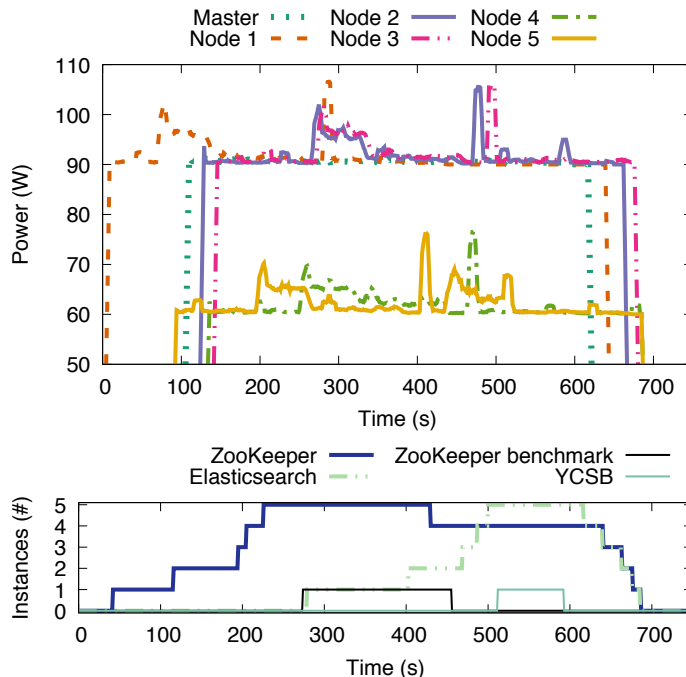 Master Node 2 Node 4
Node 1 Node 3 Node 5
110
100
90
80
70
60
50
Power (W)
0 100 200 300 400 500 600 700
Time (s)
ZooKeeper ZooKeeper benchmark
Elasticsearch YCSB
5
4
3
2
1
0
Instances (#)
0 100 200 300 400 500 600 700
Time (s)